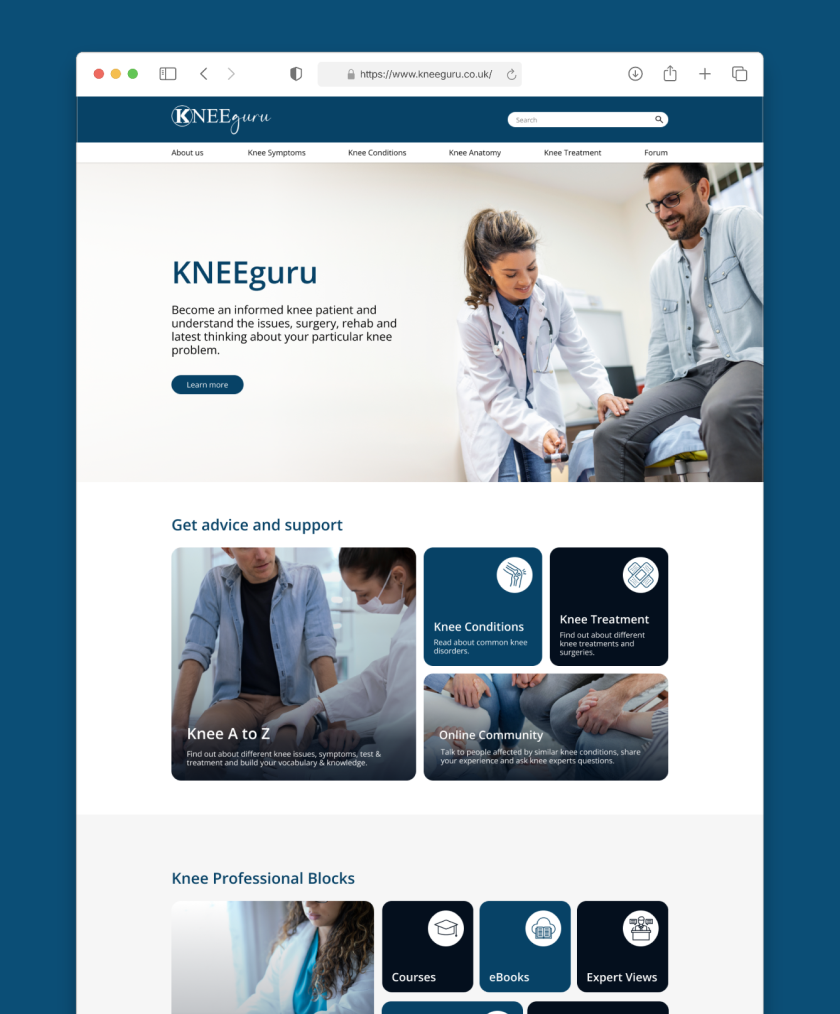 https://www.kneeguru.co.uk/
KNEEguru
Search
About us
Knee Symptoms
Knee Conditions
Knee Anatomy
Knee Treatment
Forum
KNEEguru
Become an informed knee patient and
understand the issues, surgery, rehab and
latest thinking about your particular knee
problem.
Learn more
Get advice and support
Knee A to Z
Find out about different knee issues, symptoms, test &
treatment and build your vocabulary & knowledge.
Knee Conditions
Read about common knee
disorders.
Knee Treatment
Find out about different
knee treatments and
surgeries.
Online Community
Talk to people affected by similar knee conditions, share
your experience and ask knee experts questions.
Knee Professional Blocks
Courses
eBooks
Expert Views